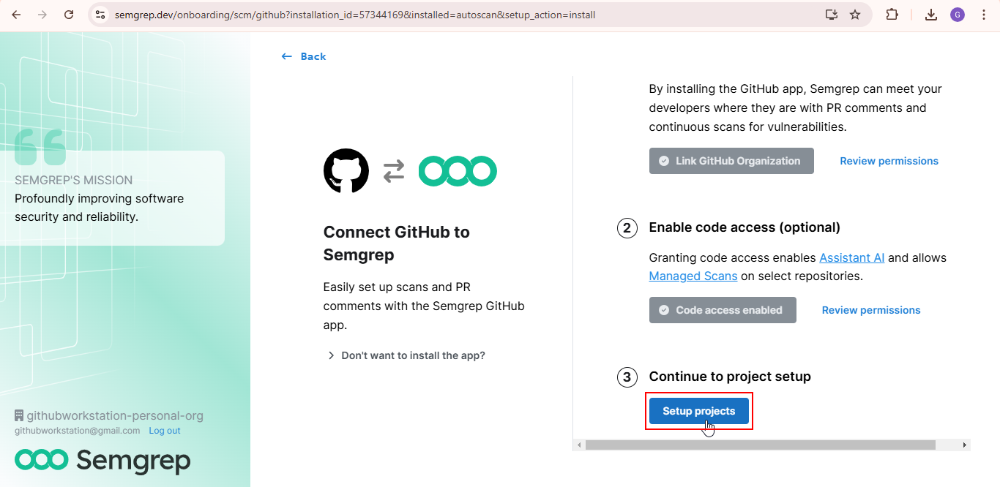 semgrep.dev/onboarding/scm/github?installation_id=57344169&installed=autoscan&setup_action=install
G
Back
SEMGREP'S MISSION
Profoundly improving software
security and reliability.
githubworkstation-personal-org
githubworkstation@gmail.com Log out
Semgrep
Connect GitHub to
Semgrep
Easily set up scans and PR
comments with the Semgrep GitHub
app.
Don't want to install the app?
By installing the GitHub app, Semgrep can meet your
developers where they are with PR comments and
continuous scans for vulnerabilities.
Link GitHub Organization Review permissions
2 Enable code access (optional)
Granting code access enables Assistant AI and allows
Managed Scans on select repositories.
Code access enabled Review permissions
3 Continue to project setup
Setup projects